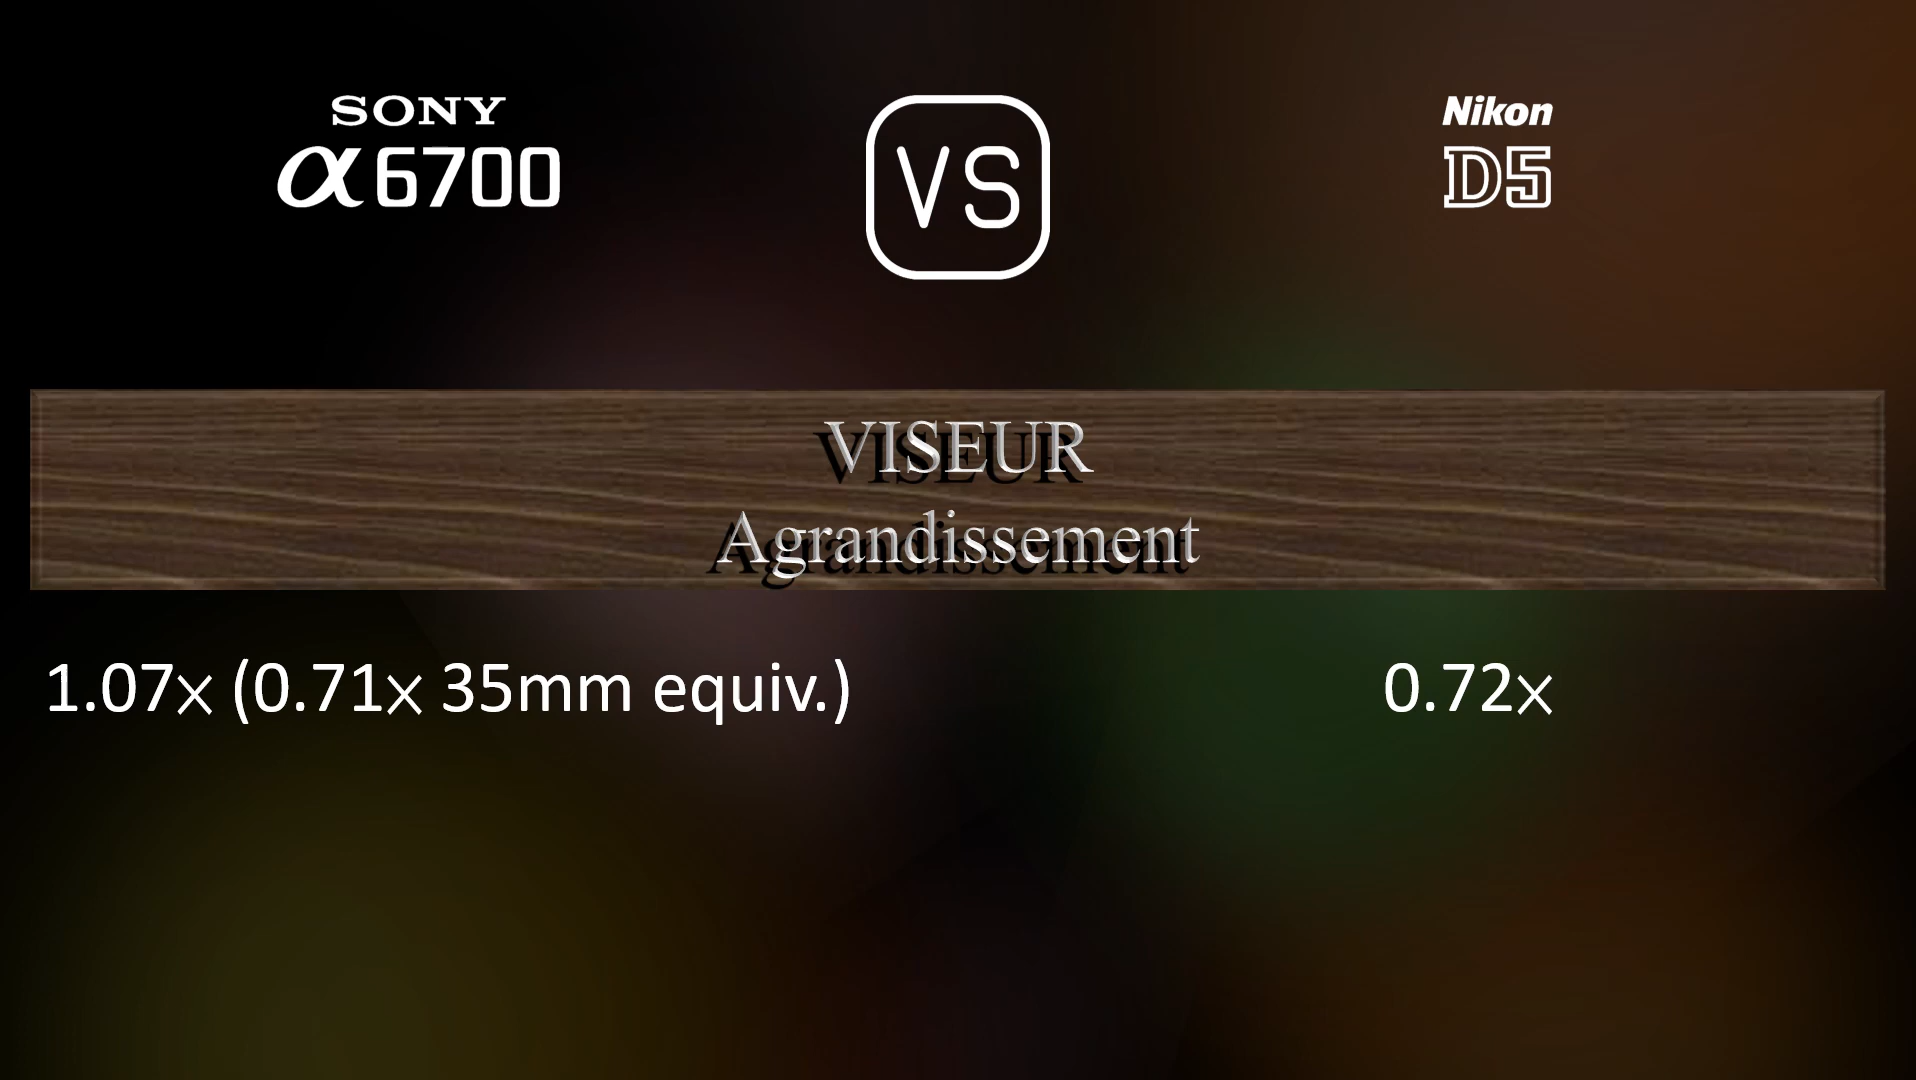 SONY
α6700
VS
Nikon
D5
VISEUR
Agrandissement
1.07x (0.71x 35mm equiv.)
0.72x